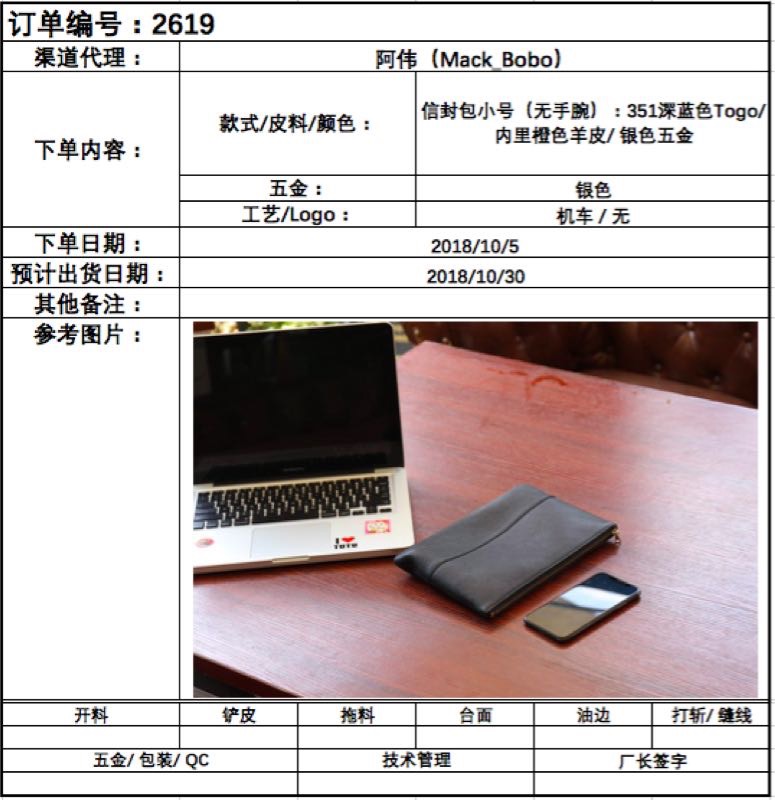 订单编号：2619
渠道代理：
阿伟（Mack_Bobo）
下单内容：
款式/皮料/颜色：
信封包小号（无手腕）：351深蓝色Togo/
内里橙色羊皮/ 银色五金
五金：
银色
工艺/Logo：
机车 / 无
下单日期：
2018/10/5
预计出货日期：
2018/10/30
其他备注：
参考图片：
I ❤
TOTO
开料
铲皮
拖料
台面
油边
打斩/ 缝线
五金/ 包装/ QC
技术管理
厂长签字